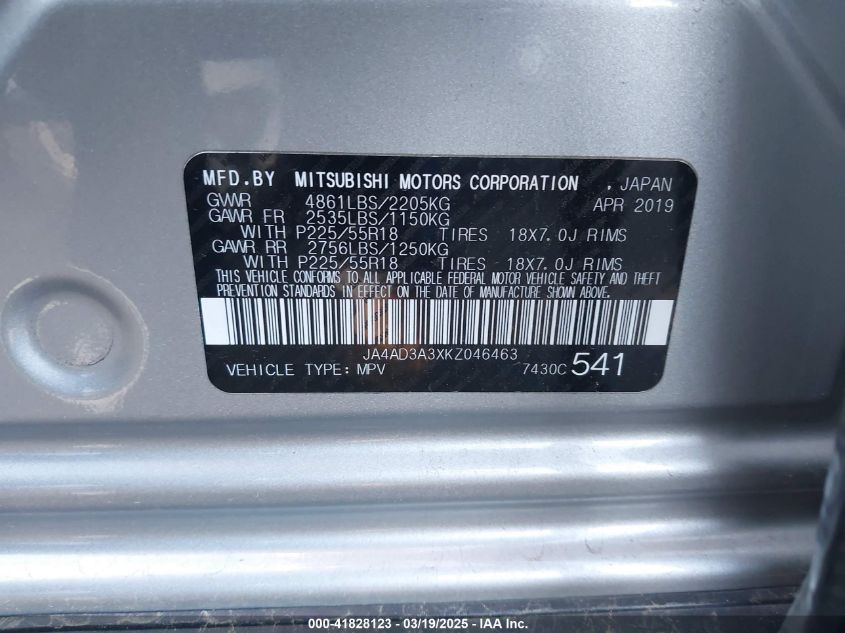 MFD.BY MITSUBISHI MOTORS CORPORATION , JAPAN
GVWR 4861LBS/2205KG APR 2019
GAWR FR 2535LBS/1150KG
WITH P225/55R18 TIRES 18X7.0J RIMS
GAWR RR 2756LBS/1250KG
WITH P225/55R18 TIRES 18X7.0J RIMS
THIS VEHICLE CONFORMS TO ALL APPLICABLE FEDERAL MOTOR VEHICLE SAFETY AND THEFT
PREVENTION STANDARDS IN EFFECT ON THE DATE OF MANUFACTURE SHOWN ABOVE.
JA4AD3A3XKZ046463
VEHICLE TYPE: MPV 7430C 541
000-41828123 - 03/19/2025 - IAA Inc.